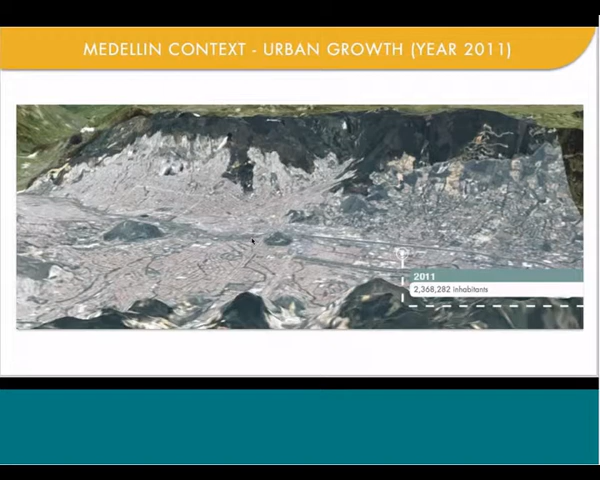 MEDELLIN CONTEXT - URBAN GROWTH (YEAR 2011)
2011
2,368,282 Inhabitants